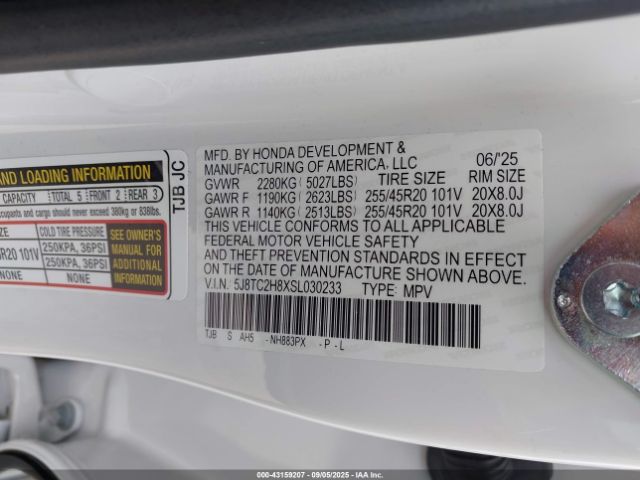 AND LOADING INFORMATION
CAPACITY TOTAL 5 FRONT 2 REAR 3
occupants and cargo should never exceed 380kg or 838lbs.
SIZE COLD TIRE PRESSURE SEE OWNER'S MANUAL FOR ADDITIONAL INFORMATION
R20 101V 250KPA, 36PSI
250KPA, 36PSI
NONE NONE
TJB JC
MFD. BY HONDA DEVELOPMENT &
MANUFACTURING OF AMERICA, LLC 06/'25
GVWR 2280KG (5027LBS) TIRE SIZE RIM SIZE
GAWR F 1190KG (2623LBS) 255/45R20 101V 20X8.0J
GAWR R 1140KG (2513LBS) 255/45R20 101V 20X8.0J
THIS VEHICLE CONFORMS TO ALL APPLICABLE
FEDERAL MOTOR VEHICLE SAFETY
AND THEFT PREVENTION STANDARDS IN EFFECT
ON THE DATE OF MANUFACTURE SHOWN ABOVE.
V.I.N. 5J8TC2H8XSL030233 TYPE: MPV
TJB S AH5 -NH883PX -P-L
000-43159207 - 09/05/2025 - IAA, Inc.